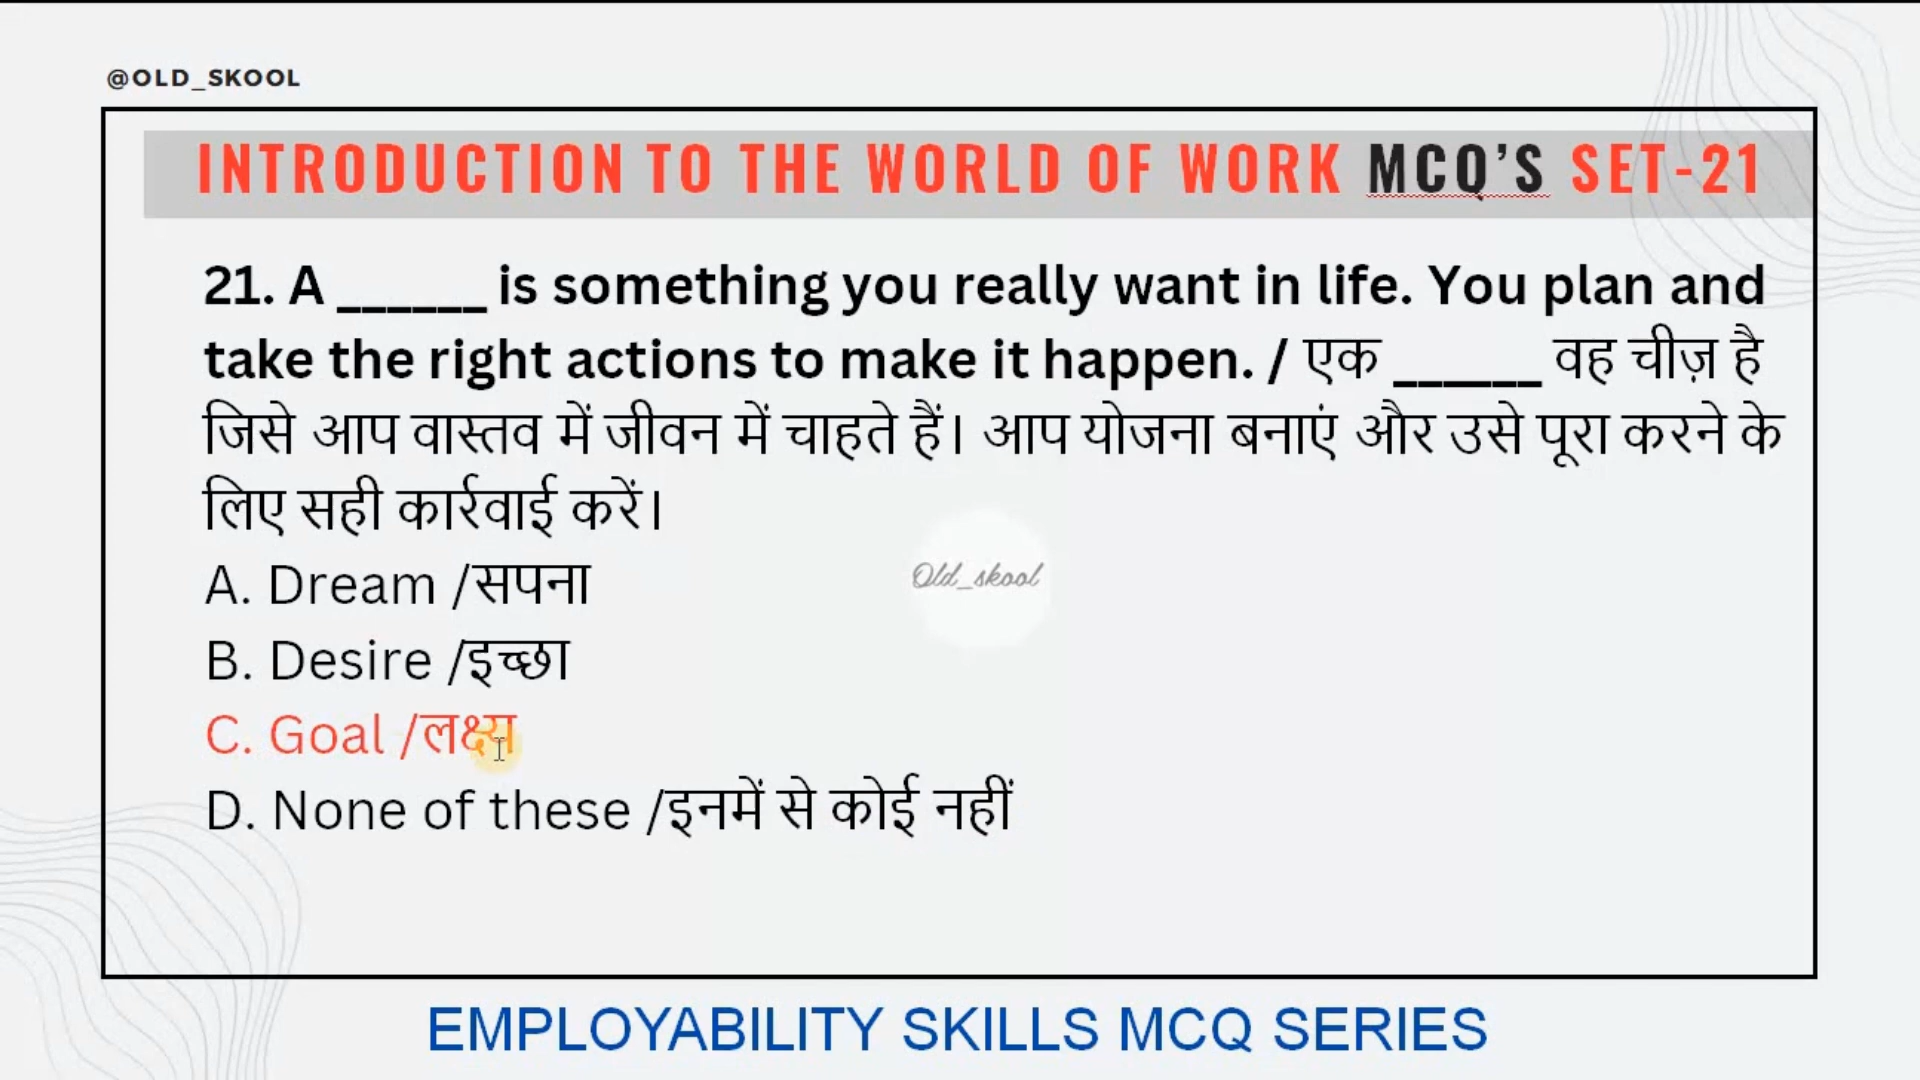 @OLD_SKOOL
INTRODUCTION TO THE WORLD OF WORK MCQ'S SET-21
21. A ______ is something you really want in life. You plan and
take the right actions to make it happen. / एक ______ वह चीज़ है
जिसे आप वास्तव में जीवन में चाहते हैं। आप योजना बनाएं और उसे पूरा करने के
लिए सही कार्रवाई करें।
Old_skool
A. Dream /सपना
B. Desire /इच्छा
C. Goal /लक्ष्य
D. None of these /इनमें से कोई नहीं
EMPLOYABILITY SKILLS MCQ SERIES